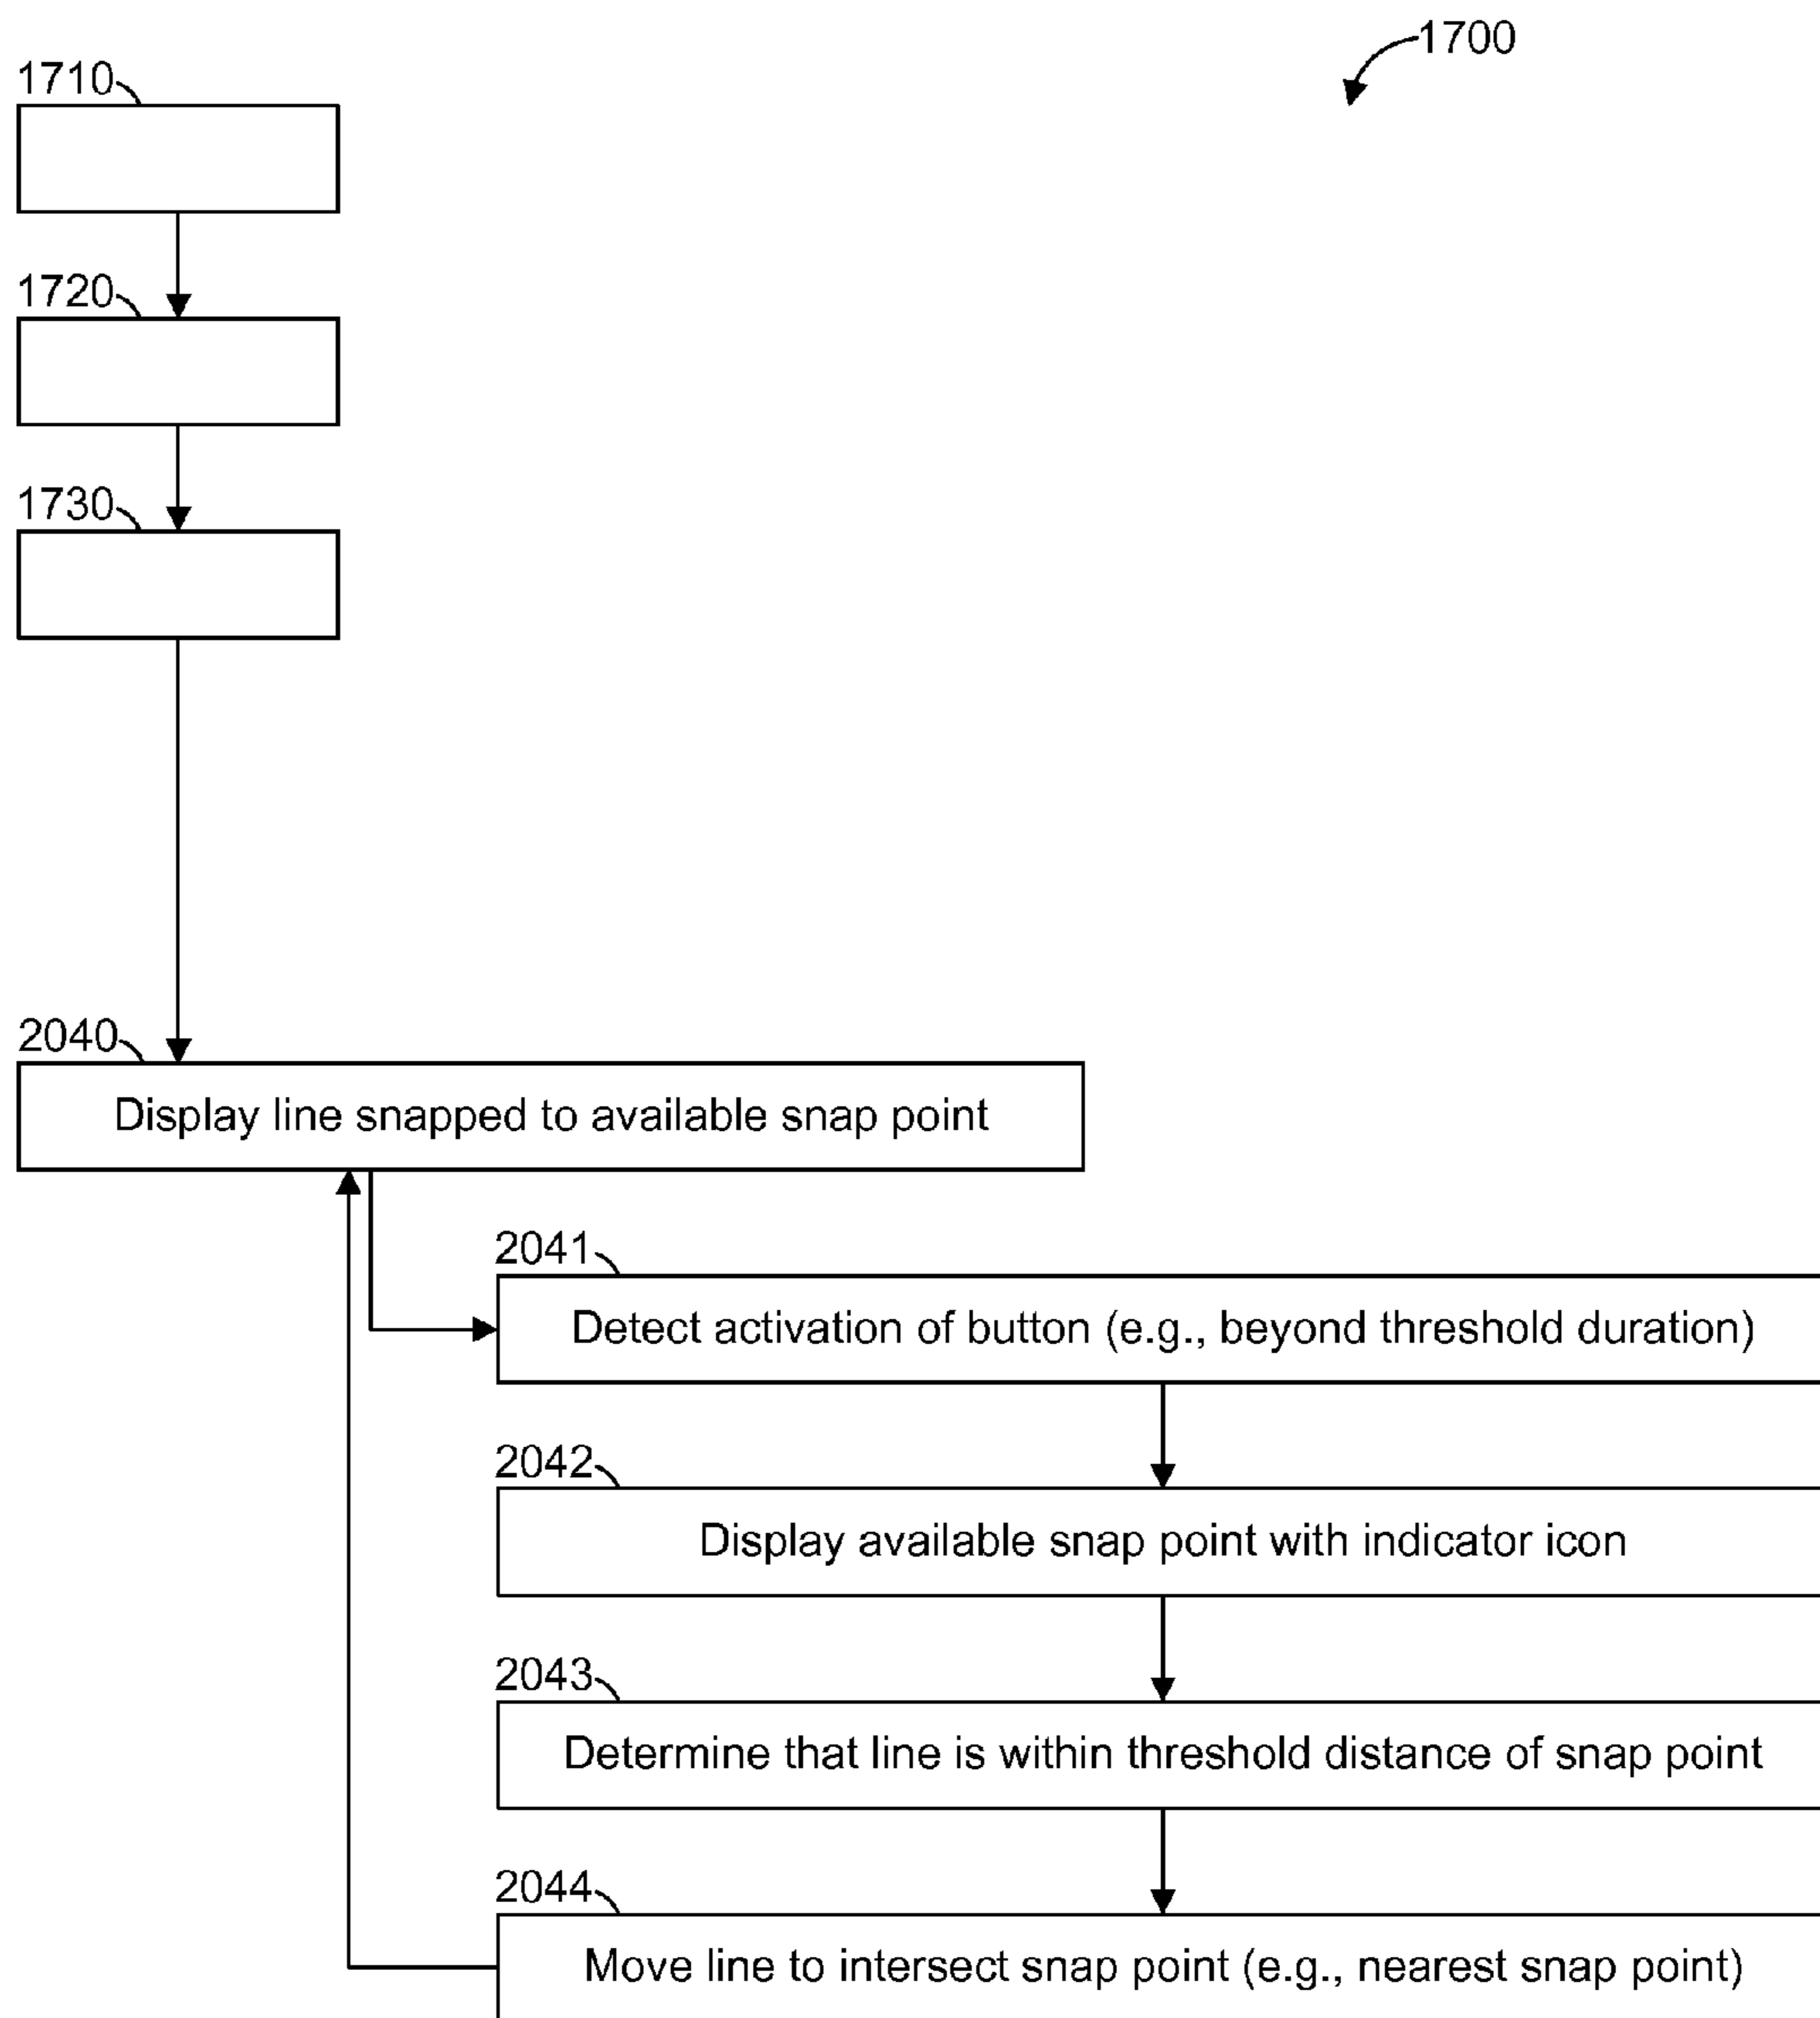 1700
1710
1720
1730
2040
Display line snapped to available snap point
2041
Detect activation of button (e.g., beyond threshold duration)
2042
Display available snap point with indicator icon
2043
Determine that line is within threshold distance of snap point
2044
Move line to intersect snap point (e.g., nearest snap point)